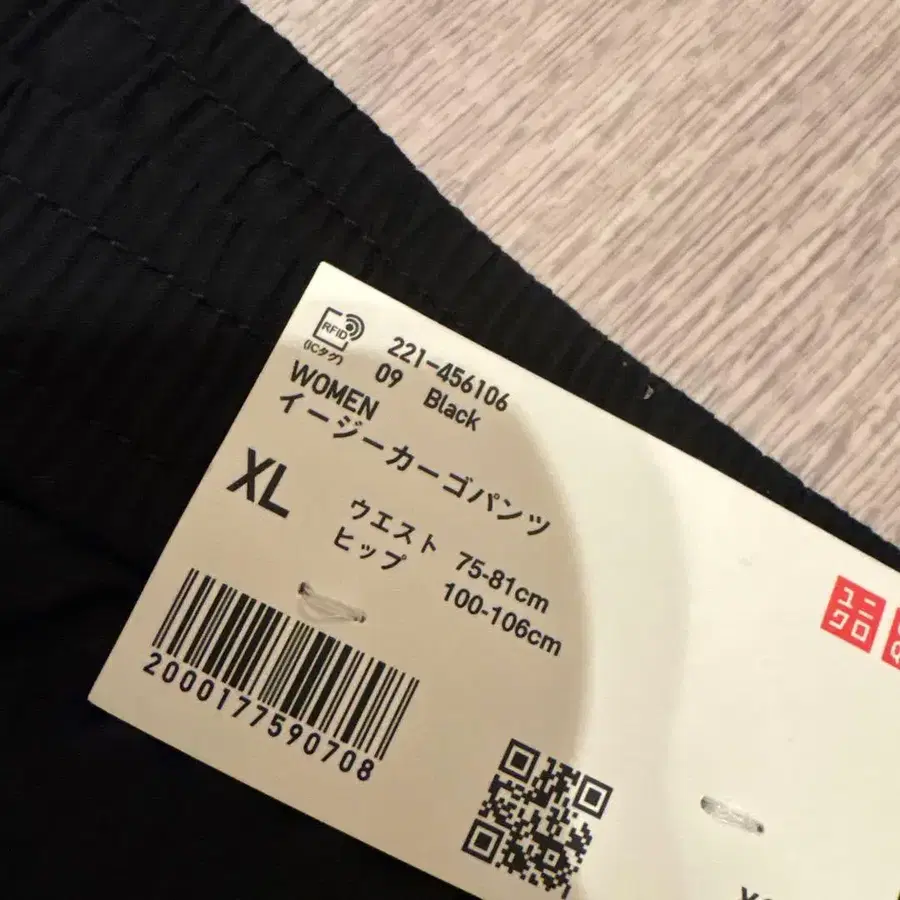 RFID
(ICタグ)
221-456106
09 Black
WOMEN
イージーカーゴパンツ
XL
ウエスト 75-81cm
ヒップ 100-106cm
2000177590708
ユニ
クロ